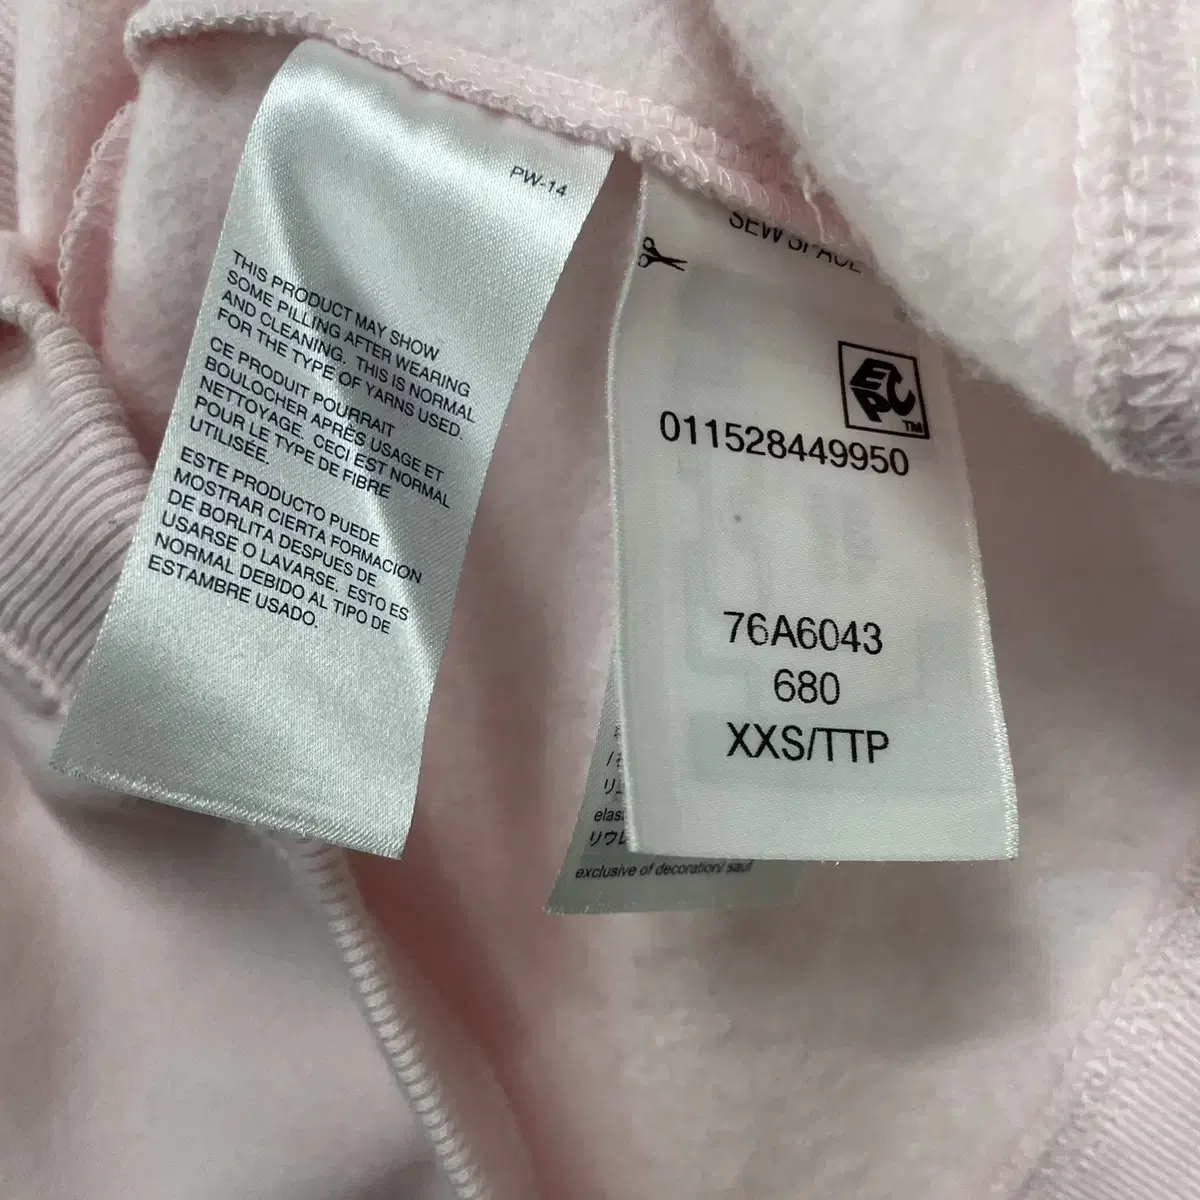 PW-14
THIS PRODUCT MAY SHOW
SOME PILLING AFTER WEARING
AND CLEANING. THIS IS NORMAL
FOR THE TYPE OF YARNS USED.
CE PRODUIT POURRAIT
BOULOCHER APRÈS USAGE ET
NETTOYAGE. CECI EST NORMAL
POUR LE TYPE DE FIBRE
UTILISÉE.
ESTE PRODUCTO PUEDE
MOSTRAR CIERTA FORMACION
DE BORLITA DESPUES DE
USARSE O LAVARSE. ESTO ES
NORMAL DEBIDO AL TIPO DE
ESTAMBRE USADO.
SEW SPACE
EPC
TM
011528449950
76A6043
680
XXS/TTP
exclusive of decoration/ sauf